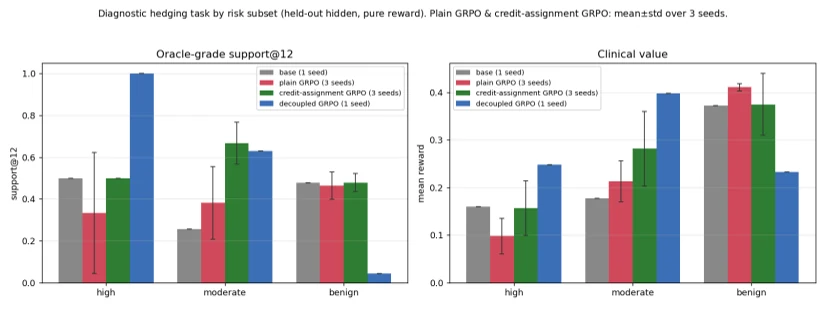 Diagnostic hedging task by risk subset (held-out hidden, pure reward). Plain GRPO & credit-assignment GRPO: mean±std over 3 seeds.
Oracle-grade support@12
support@12
1.0
0.8
0.6
0.4
0.2
0.0
base (1 seed)
plain GRPO (3 seeds)
credit-assignment GRPO (3 seeds)
decoupled GRPO (1 seed)
high
moderate
benign
Clinical value
mean reward
0.4
0.3
0.2
0.1
0.0
base (1 seed)
plain GRPO (3 seeds)
credit-assignment GRPO (3 seeds)
decoupled GRPO (1 seed)
high
moderate
benign